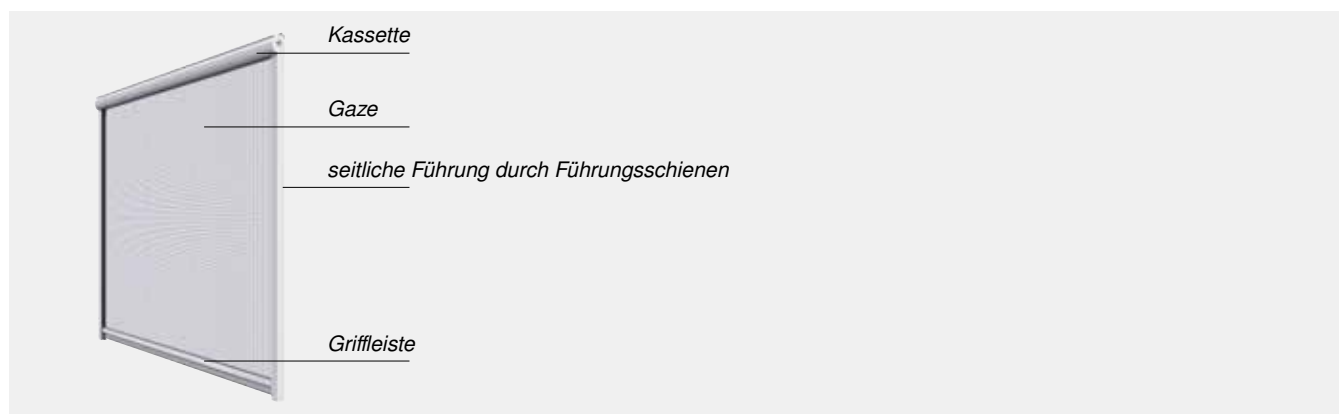 Kassette
Gaze
seitliche Führung durch Führungsschienen
Griffleiste